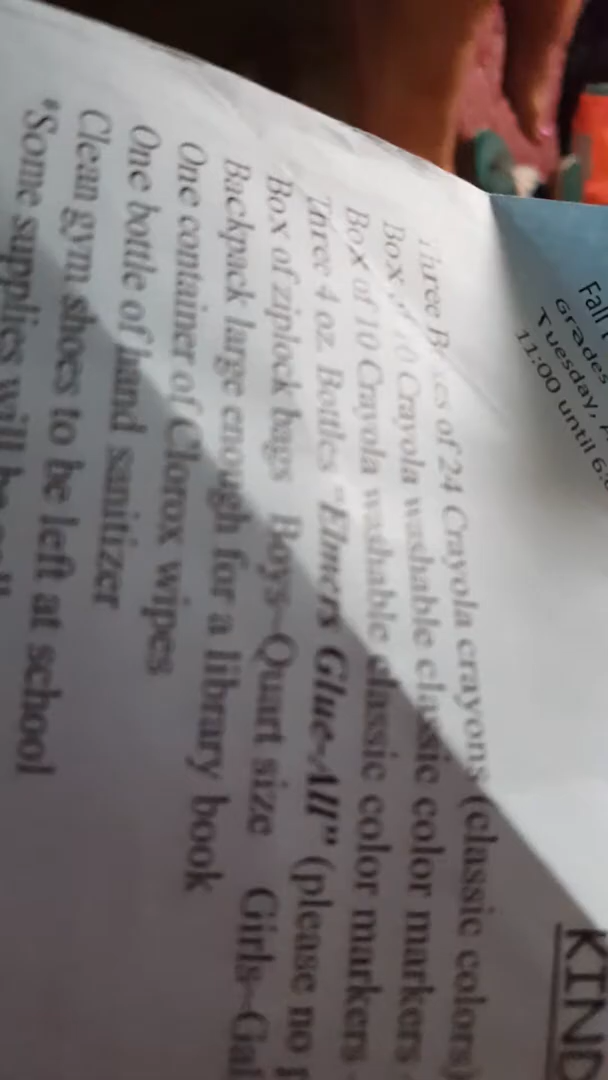 KIND
Three Boxes of 24 Crayola crayons (classic colors)
Box of 10 Crayola washable classic color markers
Box of 10 Crayola washable classic color markers
Three 4 oz. Bottles "Elmers Glue-All" (please no
Box of ziplock bags Boys-Quart size Girls-Gal
Backpack large enough for a library book
One container of Clorox wipes
One bottle of hand sanitizer
Clean gym shoes to be left at school
*Some supplies will be
Fall
Grades
Tuesday,
11:00 until 6: